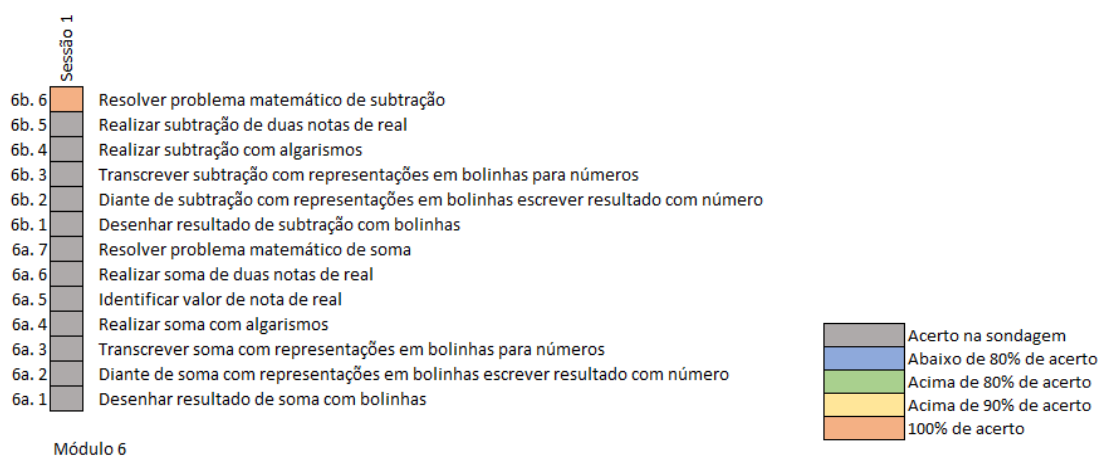 Sessão 1
6b. 6 Resolver problema matemático de subtração
6b. 5 Realizar subtração de duas notas de real
6b. 4 Realizar subtração com algarismos
6b. 3 Transcrever subtração com representações em bolinhas para números
6b. 2 Diante de subtração com representações em bolinhas escrever resultado com número
6b. 1 Desenhar resultado de subtração com bolinhas
6a. 7 Resolver problema matemático de soma
6a. 6 Realizar soma de duas notas de real
6a. 5 Identificar valor de nota de real
6a. 4 Realizar soma com algarismos
6a. 3 Transcrever soma com representações em bolinhas para números
6a. 2 Diante de soma com representações em bolinhas escrever resultado com número
6a. 1 Desenhar resultado de soma com bolinhas
Módulo 6
Acerto na sondagem
Abaixo de 80% de acerto
Acima de 80% de acerto
Acima de 90% de acerto
100% de acerto